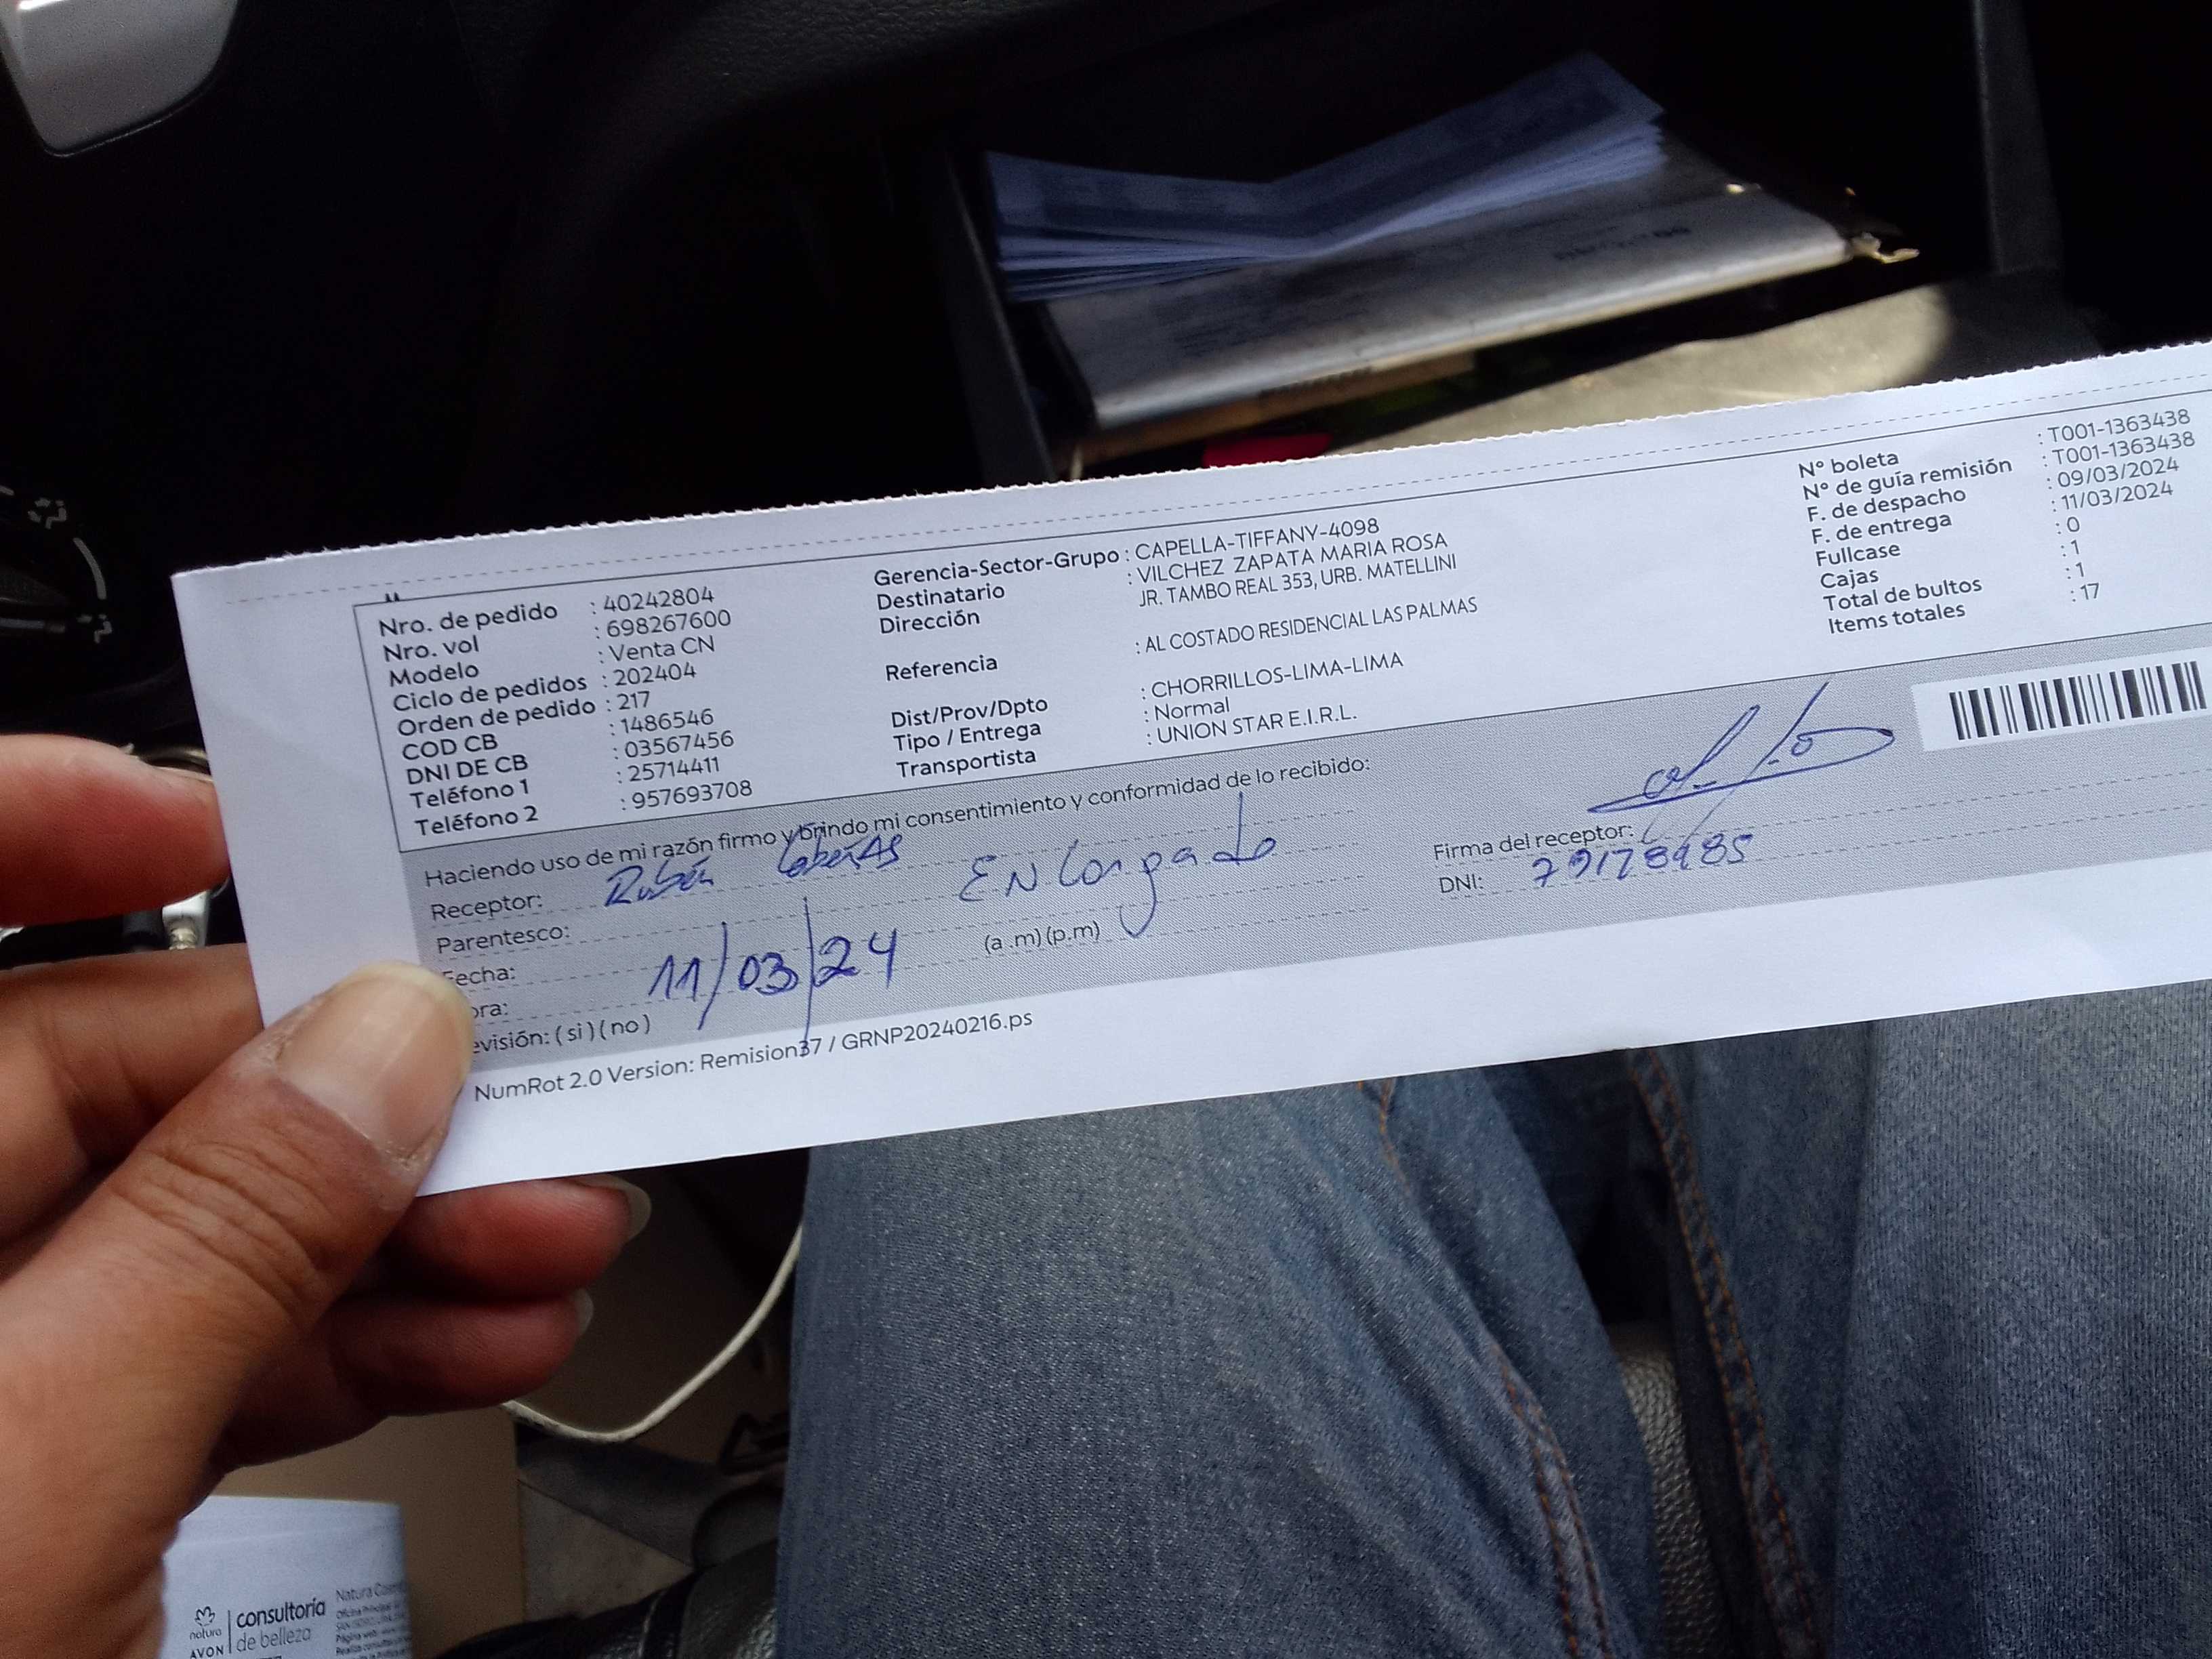 Nro. de pedido : 40242804
Nro. vol : 698267600
Modelo : Venta CN
Ciclo de pedidos : 202404
Orden de pedido : 217
COD CB : 1486546
DNI DE CB : 03567456
Teléfono 1 : 25714411
Teléfono 2 : 957693708
Gerencia-Sector-Grupo : CAPELLA-TIFFANY-4098
Destinatario : VILCHEZ ZAPATA MARIA ROSA
Dirección JR. TAMBO REAL 353, URB. MATELLINI
Referencia : AL COSTADO RESIDENCIAL LAS PALMAS
Dist/Prov/Dpto : CHORRILLOS-LIMA-LIMA
Tipo / Entrega : Normal
Transportista : UNION STAR E.I.R.L.
N° boleta : T001-1363438
N° de guía remisión : T001-1363438
F. de despacho : 09/03/2024
F. de entrega : 11/03/2024
Fullcase : 0
Cajas : 1
Total de bultos : 1
Items totales : 17
Haciendo uso de mi razón firmo y brindo mi consentimiento y conformidad de lo recibido:
Receptor: Rubén
Parentesco: ENcargado
Fecha: 11/03/24
ora: (a .m) (p.m)
evisión: ( si ) ( no )
Firma del receptor:
DNI:
NumRot 2.0 Version: Remision37 / GRNP20240216.ps
natura
AVON
consultoría
de belleza
Natura